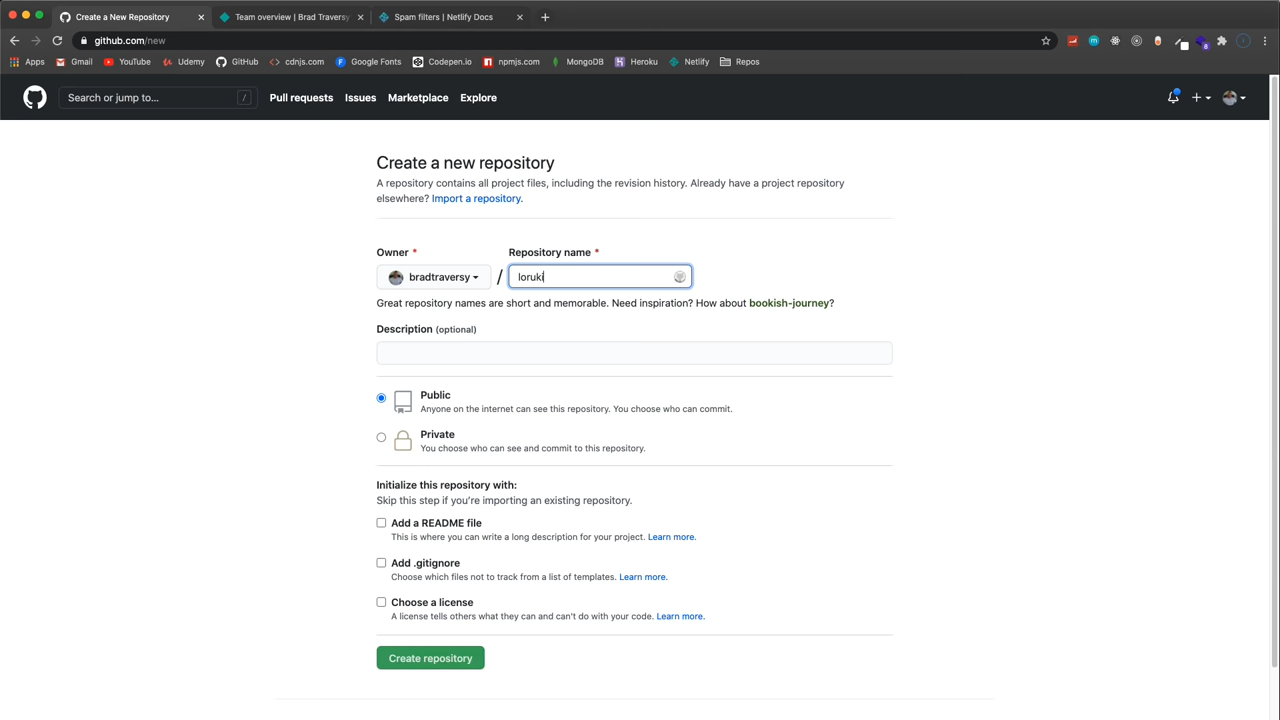 Create a New Repository
Team overview | Brad Traversy
Spam filters | Netlify Docs
github.com/new
Apps Gmail YouTube Udemy GitHub cdnjs.com Google Fonts Codepen.io npmjs.com MongoDB Heroku Netlify Repos
Search or jump to... / Pull requests Issues Marketplace Explore
Create a new repository
A repository contains all project files, including the revision history. Already have a project repository
elsewhere? Import a repository.
Owner * Repository name *
bradtraversy / loruki
Great repository names are short and memorable. Need inspiration? How about bookish-journey?
Description (optional)
Public
Anyone on the internet can see this repository. You choose who can commit.
Private
You choose who can see and commit to this repository.
Initialize this repository with:
Skip this step if you're importing an existing repository.
Add a README file
This is where you can write a long description for your project. Learn more.
Add .gitignore
Choose which files not to track from a list of templates. Learn more.
Choose a license
A license tells others what they can and can't do with your code. Learn more.
Create repository